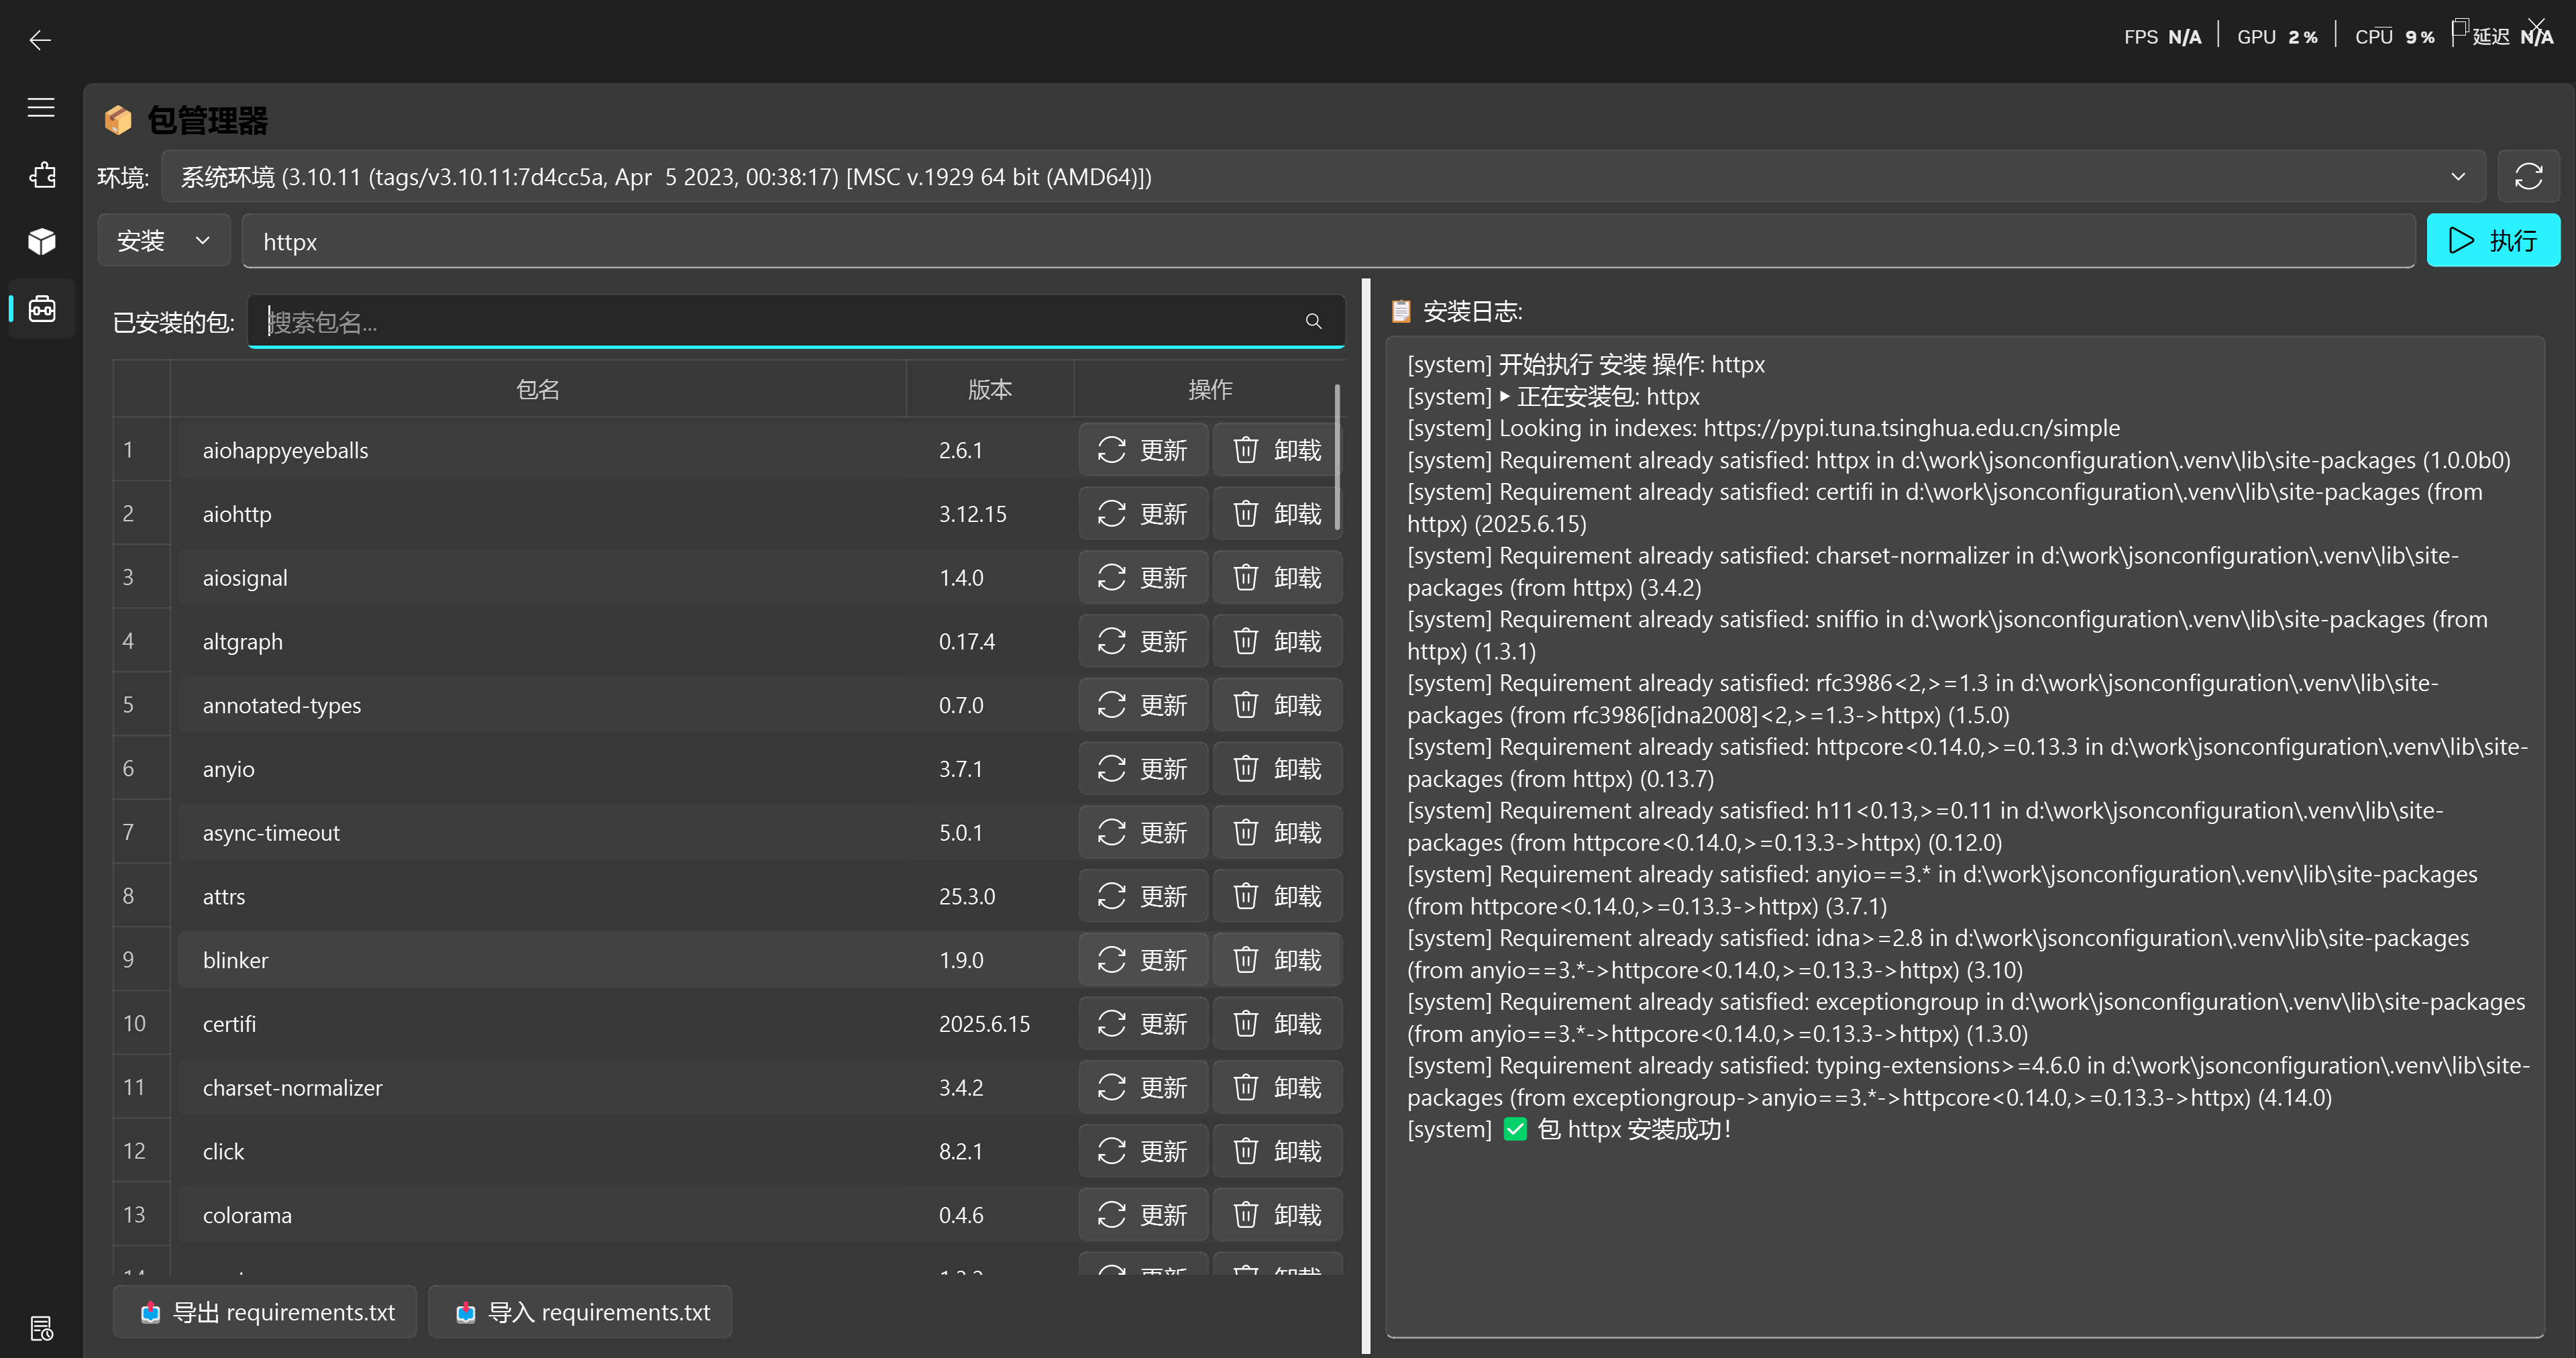 FPS N/A GPU 2% CPU 9% 延迟 N/A
包管理器
环境: 系统环境 (3.10.11 (tags/v3.10.11:7d4cc5a, Apr  5 2023, 00:38:17) [MSC v.1929 64 bit (AMD64)])
安装 httpx 执行
已安装的包: 搜索包名...
包名 版本 操作
1 aiohappyeyeballs 2.6.1 更新 卸载
2 aiohttp 3.12.15 更新 卸载
3 aiosignal 1.4.0 更新 卸载
4 altgraph 0.17.4 更新 卸载
5 annotated-types 0.7.0 更新 卸载
6 anyio 3.7.1 更新 卸载
7 async-timeout 5.0.1 更新 卸载
8 attrs 25.3.0 更新 卸载
9 blinker 1.9.0 更新 卸载
10 certifi 2025.6.15 更新 卸载
11 charset-normalizer 3.4.2 更新 卸载
12 click 8.2.1 更新 卸载
13 colorama 0.4.6 更新 卸载
14 更新 卸载
导出 requirements.txt 导入 requirements.txt
安装日志:
[system] 开始执行 安装 操作: httpx
[system] ▶ 正在安装包: httpx
[system] Looking in indexes: https://pypi.tuna.tsinghua.edu.cn/simple
[system] Requirement already satisfied: httpx in d:\work\jsonconfiguration\.venv\lib\site-packages (1.0.0b0)
[system] Requirement already satisfied: certifi in d:\work\jsonconfiguration\.venv\lib\site-packages (from
httpx) (2025.6.15)
[system] Requirement already satisfied: charset-normalizer in d:\work\jsonconfiguration\.venv\lib\site-
packages (from httpx) (3.4.2)
[system] Requirement already satisfied: sniffio in d:\work\jsonconfiguration\.venv\lib\site-packages (from
httpx) (1.3.1)
[system] Requirement already satisfied: rfc3986<2,>=1.3 in d:\work\jsonconfiguration\.venv\lib\site-
packages (from rfc3986[idna2008]<2,>=1.3->httpx) (1.5.0)
[system] Requirement already satisfied: httpcore<0.14.0,>=0.13.3 in d:\work\jsonconfiguration\.venv\lib\site-
packages (from httpx) (0.13.7)
[system] Requirement already satisfied: h11<0.13,>=0.11 in d:\work\jsonconfiguration\.venv\lib\site-
packages (from httpcore<0.14.0,>=0.13.3->httpx) (0.12.0)
[system] Requirement already satisfied: anyio==3.* in d:\work\jsonconfiguration\.venv\lib\site-packages
(from httpcore<0.14.0,>=0.13.3->httpx) (3.7.1)
[system] Requirement already satisfied: idna>=2.8 in d:\work\jsonconfiguration\.venv\lib\site-packages
(from anyio==3.*->httpcore<0.14.0,>=0.13.3->httpx) (3.10)
[system] Requirement already satisfied: exceptiongroup in d:\work\jsonconfiguration\.venv\lib\site-packages
(from anyio==3.*->httpcore<0.14.0,>=0.13.3->httpx) (1.3.0)
[system] Requirement already satisfied: typing-extensions>=4.6.0 in d:\work\jsonconfiguration\.venv\lib\site-
packages (from exceptiongroup->anyio==3.*->httpcore<0.14.0,>=0.13.3->httpx) (4.14.0)
[system] ✅ 包 httpx 安装成功!